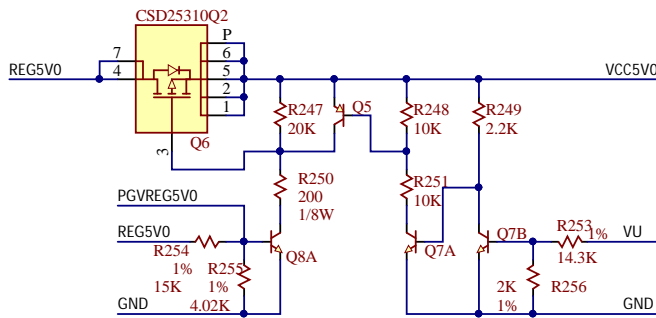 CSD25310Q2
P
7
6
REG5V0
4
5
VCC5V0
2
1
Q6
3
R247
20K
Q5
R248
10K
R249
2.2K
R250
200
1/8W
R251
10K
PGVREG5V0
REG5V0
R254
1%
15K
R255
1%
4.02K
Q8A
Q7A
Q7B
R253
1%
14.3K
VU
2K
1%
R256
GND
GND